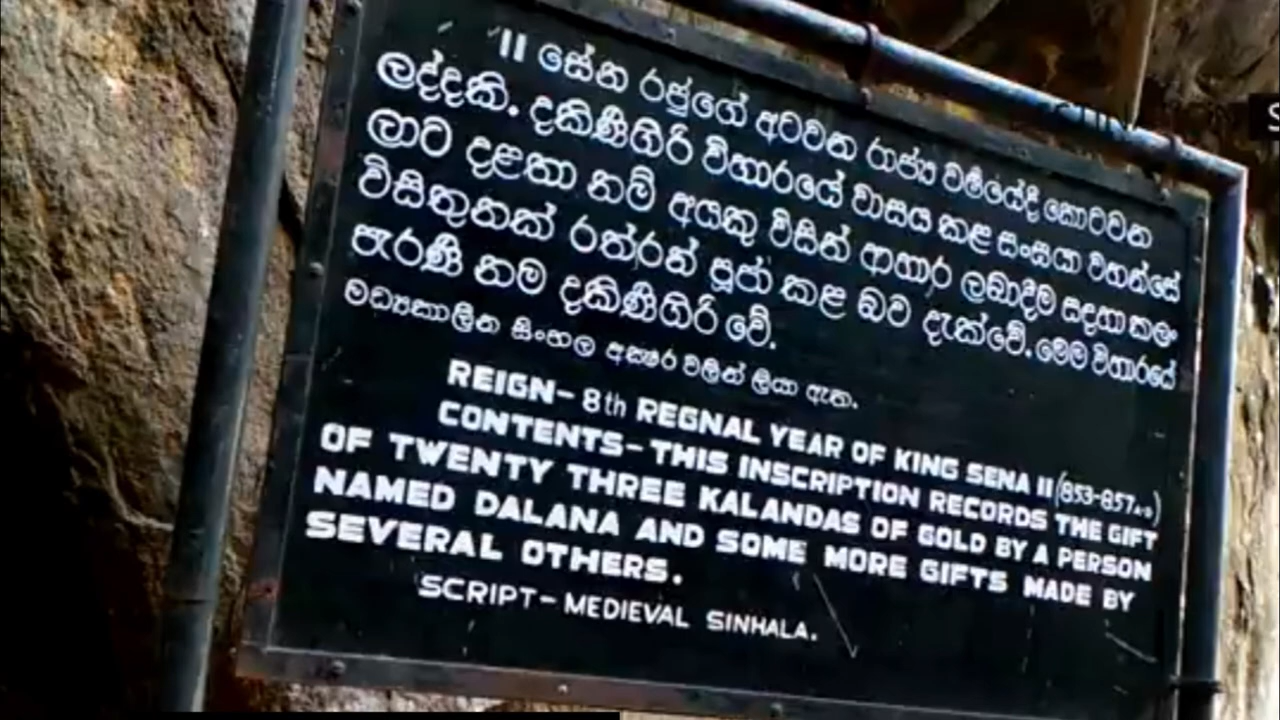 II සේන රජුගේ අටවන රාජ්‍ය වර්ෂයේදී කොටවන
ලද්දකි. දකිණිගිරි විහාරයේ වාසය කළ සංඝයා වහන්සේ
ලාට දළනා නම් අයකු විසින් ආහාර ලබාදීම සඳහා කලං
විසිතුනක් රත්රන් පූජා කළ බව දැක්වේ. මෙම විහාරයේ
පැරණි නම දකිණිගිරි වේ.
මධ්‍යකාලීන සිංහල අක්ෂර වලින් ලියා ඇත.
REIGN- 8th REGNAL YEAR OF KING SENA II (853-857A.D)
CONTENTS- THIS INSCRIPTION RECORDS THE GIFT
OF TWENTY THREE KALANDAS OF GOLD BY A PERSON
NAMED DALANA AND SOME MORE GIFTS MADE BY
SEVERAL OTHERS.
SCRIPT- MEDIEVAL SINHALA.